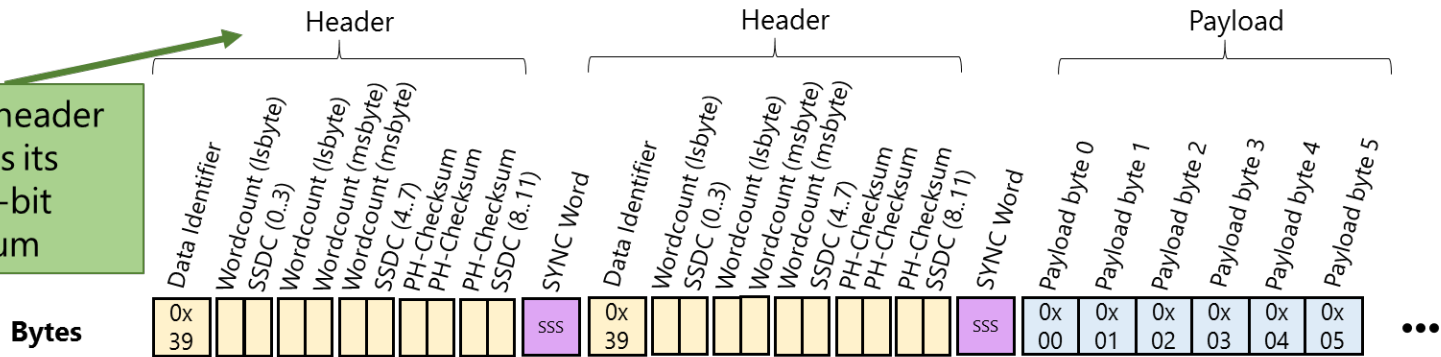 Header
Header
Payload
header
s its
-bit
um
Data Identifier
Wordcount (lsbyte)
SSDC (0..3)
Wordcount (lsbyte)
Wordcount (msbyte)
Wordcount (msbyte)
SSDC (4..7)
PH-Checksum
PH-Checksum
PH-Checksum
SSDC (8..11)
SYNC Word
Data Identifier
Wordcount (lsbyte)
SSDC (0..3)
Wordcount (lsbyte)
Wordcount (msbyte)
Wordcount (msbyte)
SSDC (4..7)
PH-Checksum
PH-Checksum
PH-Checksum
SSDC (8..11)
SYNC Word
Payload byte 0
Payload byte 1
Payload byte 2
Payload byte 3
Payload byte 4
Payload byte 5
Bytes
0x
39
sss
0x
39
sss
0x
00
0x
01
0x
02
0x
03
0x
04
0x
05
•••